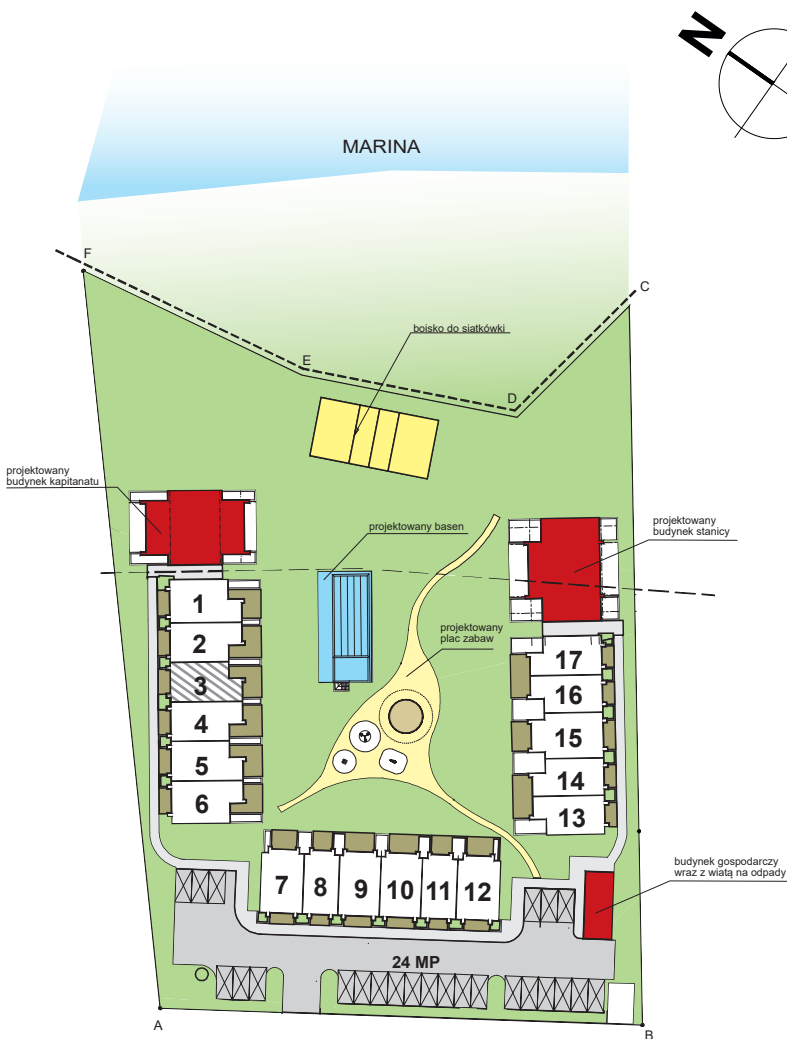 N
MARINA
F
C
boisko do siatkówki
E
D
projektowany
budynek kapitanatu
projektowany basen
projektowany
budynek stanicy
1
2
3
4
5
6
projektowany
plac zabaw
17
16
15
14
13
7
8
9
10
11
12
budynek gospodarczy
wraz z wiatą na odpady
24 MP
A
B